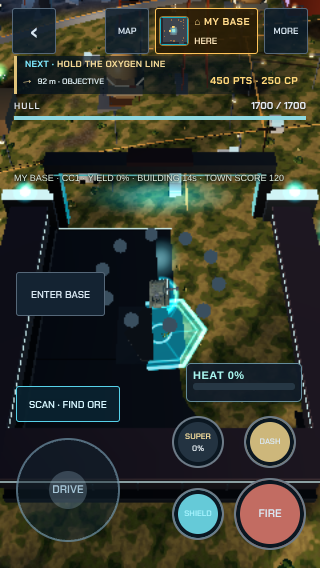 ‹
MAP
⌂ MY BASE
HERE
MORE
NEXT · HOLD THE OXYGEN LINE
→ 92 m · OBJECTIVE
450 PTS · 250 CP
HULL
1700 / 1700
MY BASE · CC1 · YIELD 0% · BUILDING 14s · TOWN SCORE 120
ENTER BASE
HEAT 0%
SCAN · FIND ORE
SUPER
0%
DASH
DRIVE
SHIELD
FIRE